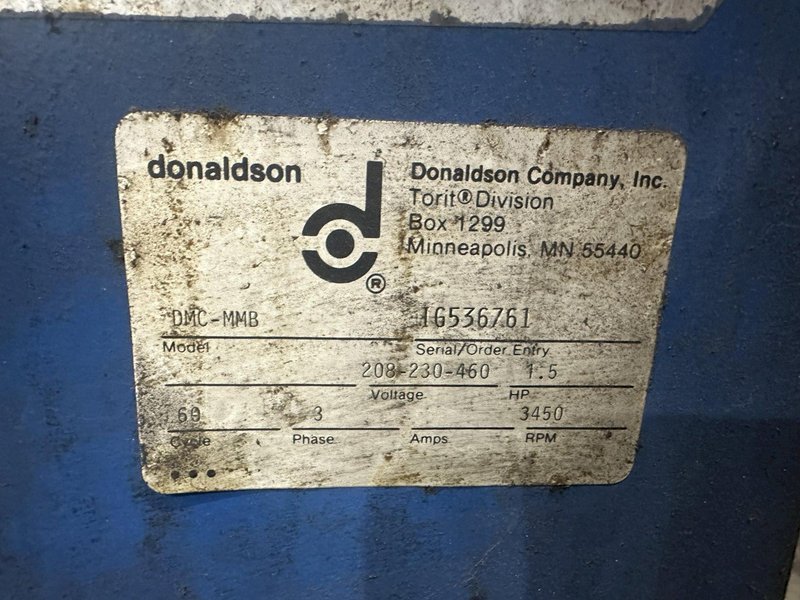 donaldson
d
®
Donaldson Company, Inc.
Torit® Division
Box 1299
Minneapolis, MN 55440
DMC-MMB IG536761
Model Serial/Order Entry
208-230-460 1.5
Voltage HP
60 3 3450
Cycle Phase Amps RPM